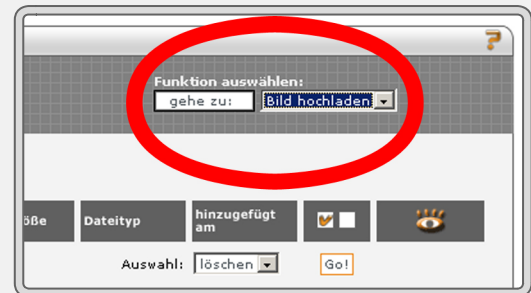 ?
Funktion auswählen:
gehe zu: Bild hochladen
öße Dateityp hinzugefügt
am
Auswahl: löschen Go!